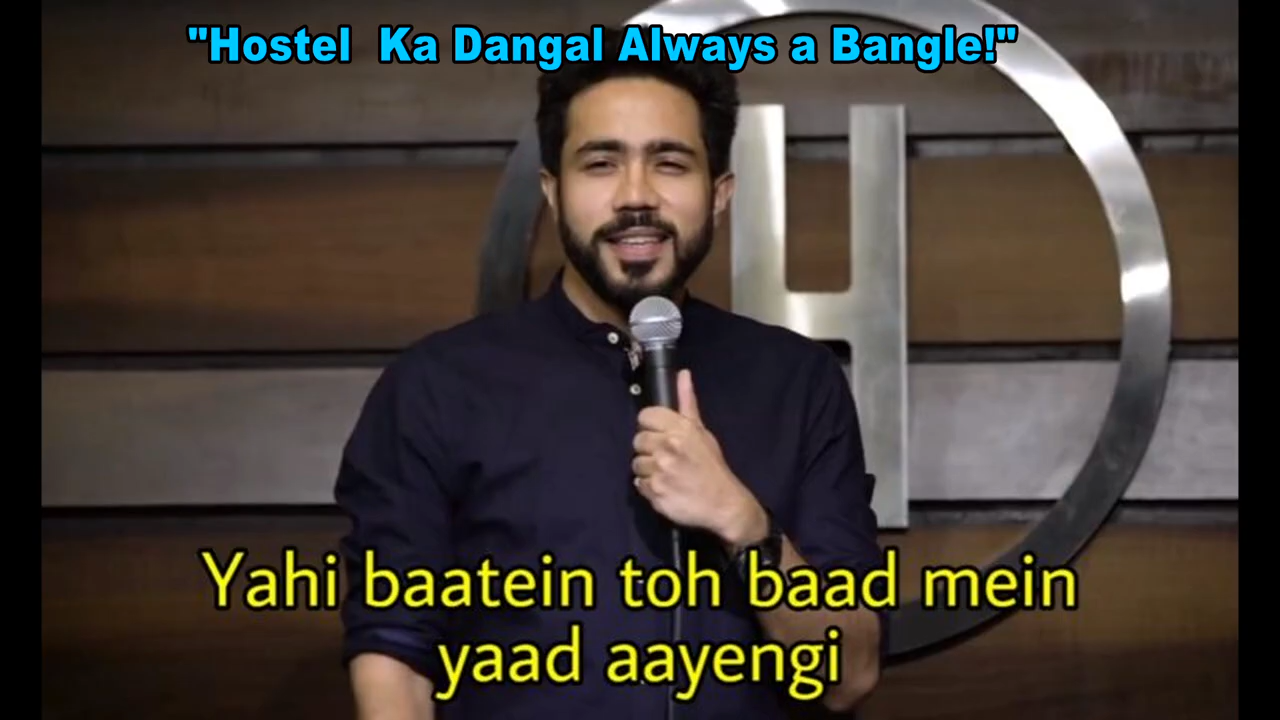 "Hostel  Ka Dangal Always a Bangle!"
H
Yahi baatein toh baad mein
yaad aayengi